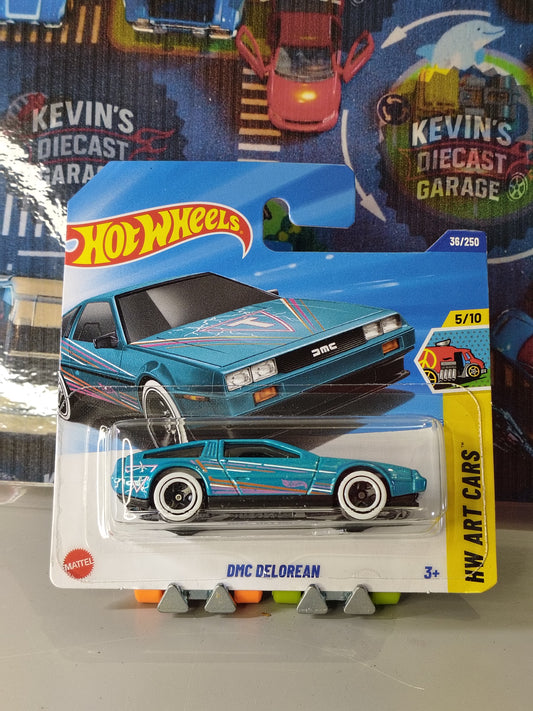 KEVIN'S
DIECAST
GARAGE
KEVIN'S
DIECAST
GARAGE
HOT WHEELS
36/250
5/10
DMC
HW ART CARS™
MATTEL
DMC DELOREAN
3+